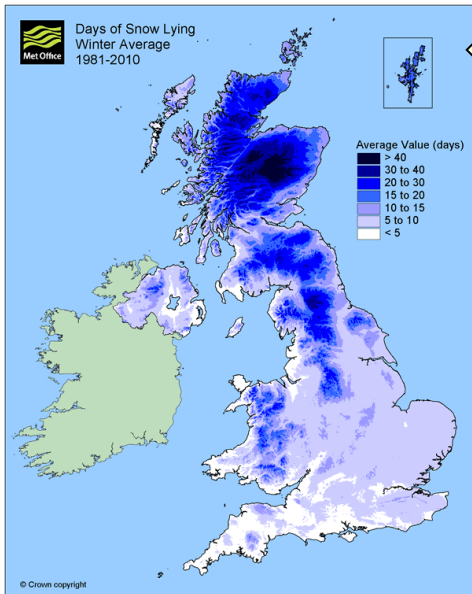 Met Office
Days of Snow Lying
Winter Average
1981-2010
Average Value (days)
> 40
30 to 40
20 to 30
15 to 20
10 to 15
5 to 10
< 5
© Crown copyright